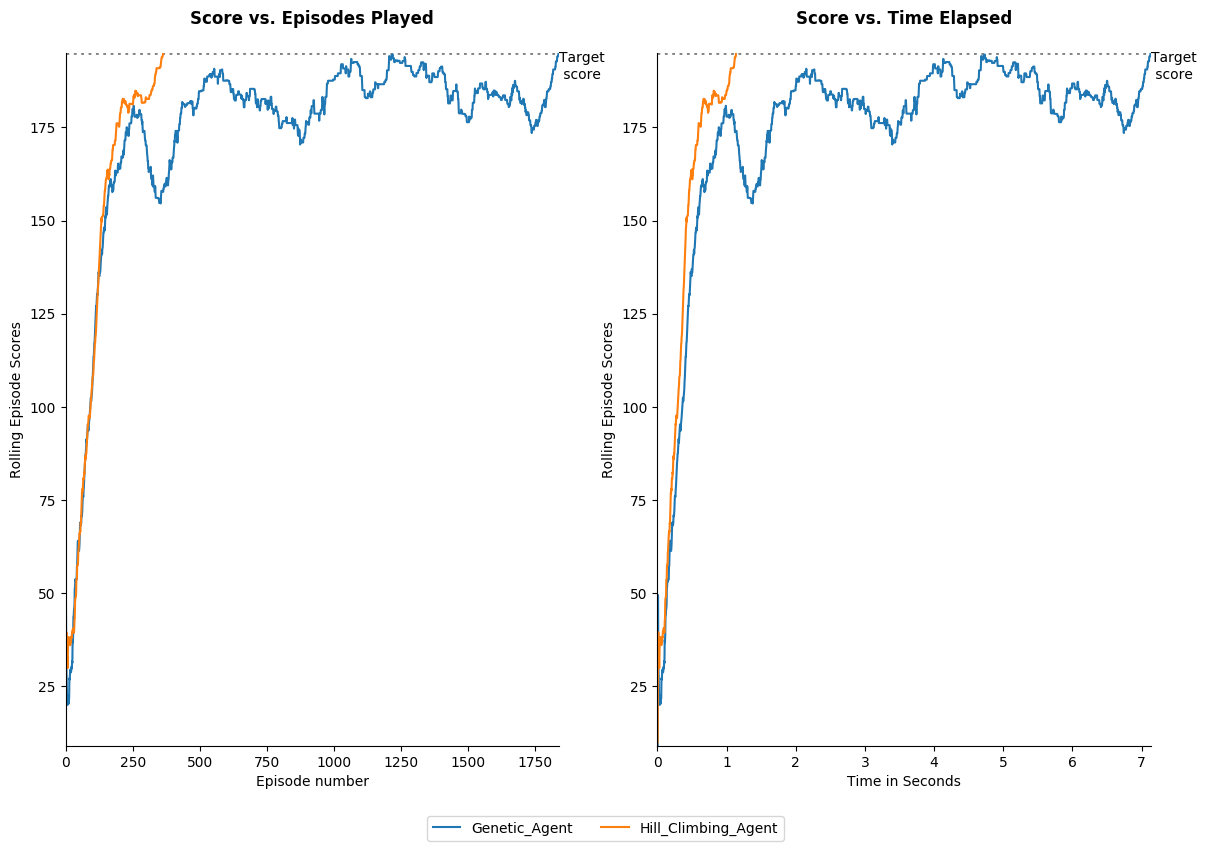 Score vs. Episodes Played
Score vs. Time Elapsed
Target
score
Target
score
175
150
125
100
75
50
25
Rolling Episode Scores
0
250
500
750
1000
1250
1500
1750
Episode number
175
150
125
100
75
50
25
Rolling Episode Scores
0
1
2
3
4
5
6
7
Time in Seconds
Genetic_Agent
Hill_Climbing_Agent